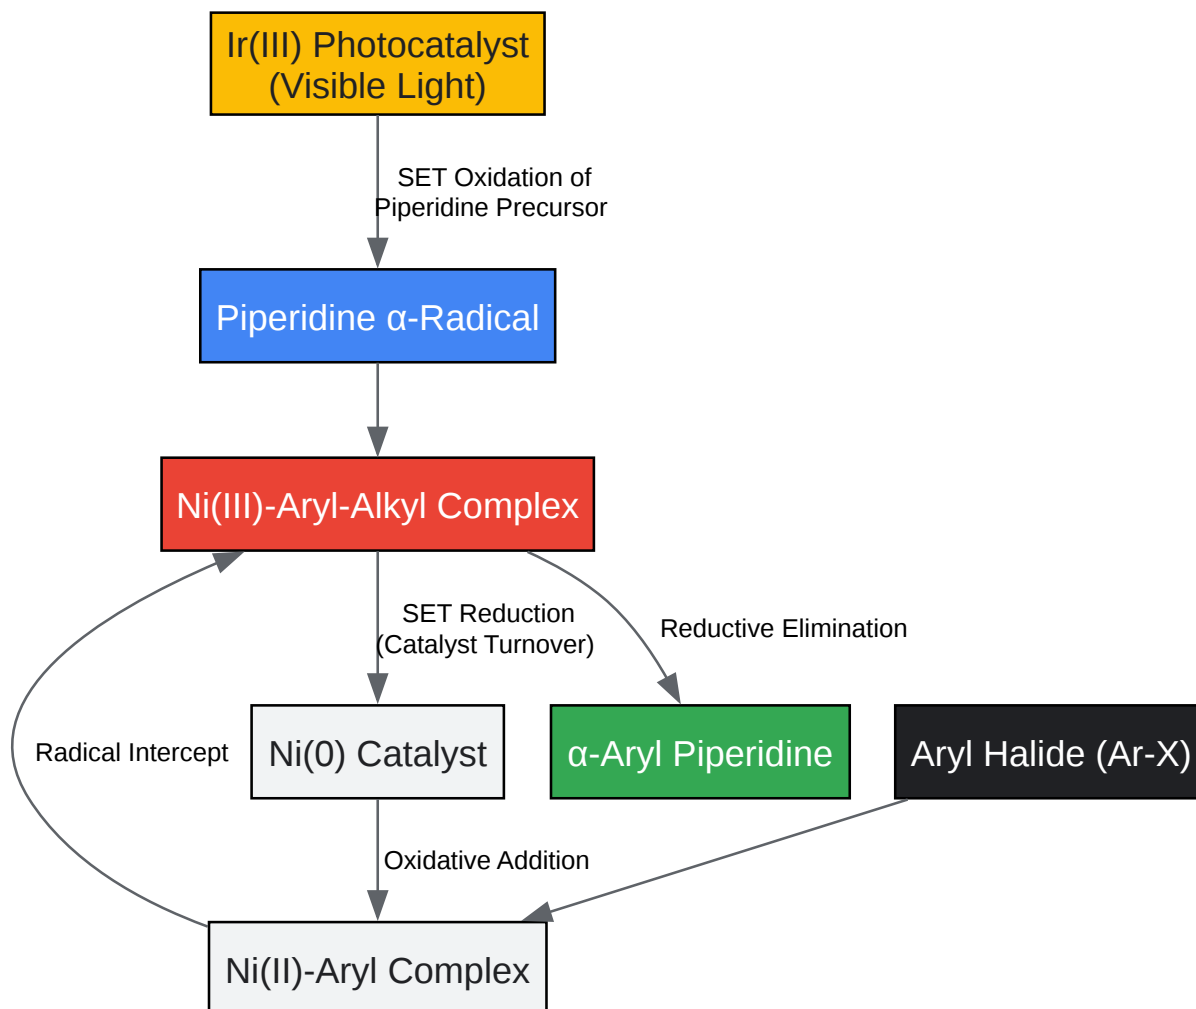 Ir(III) Photocatalyst
(Visible Light)
SET Oxidation of
Piperidine Precursor
Piperidine α-Radical
Ni(III)-Aryl-Alkyl Complex
SET Reduction
(Catalyst Turnover)
Reductive Elimination
Radical Intercept
Ni(0) Catalyst
α-Aryl Piperidine
Aryl Halide (Ar-X)
Oxidative Addition
Ni(II)-Aryl Complex